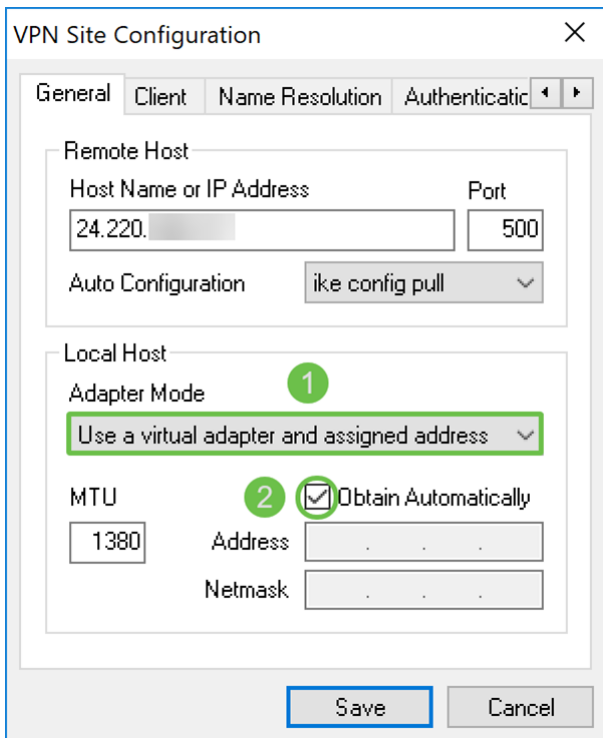 VPN Site Configuration
General Client Name Resolution Authenticatic
Remote Host
Host Name or IP Address Port
24.220. 500
Auto Configuration ike config pull
Local Host
1
Adapter Mode
Use a virtual adapter and assigned address
MTU 2 Obtain Automatically
1380 Address . . .
Netmask . . .
Save Cancel